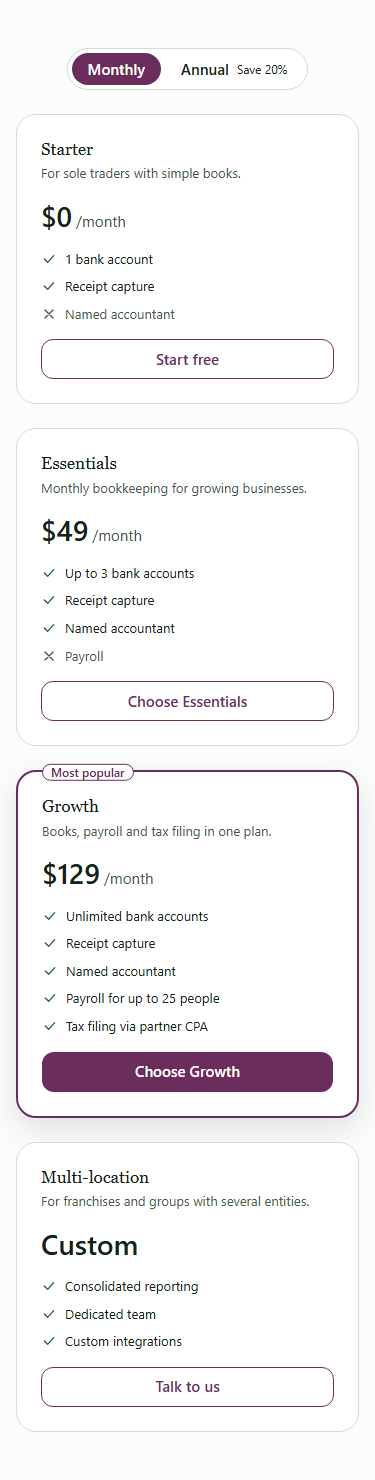 Monthly Annual Save 20%
Starter
For sole traders with simple books.
$0 /month
1 bank account
Receipt capture
Named accountant
Start free
Essentials
Monthly bookkeeping for growing businesses.
$49 /month
Up to 3 bank accounts
Receipt capture
Named accountant
Payroll
Choose Essentials
Most popular
Growth
Books, payroll and tax filing in one plan.
$129 /month
Unlimited bank accounts
Receipt capture
Named accountant
Payroll for up to 25 people
Tax filing via partner CPA
Choose Growth
Multi-location
For franchises and groups with several entities.
Custom
Consolidated reporting
Dedicated team
Custom integrations
Talk to us